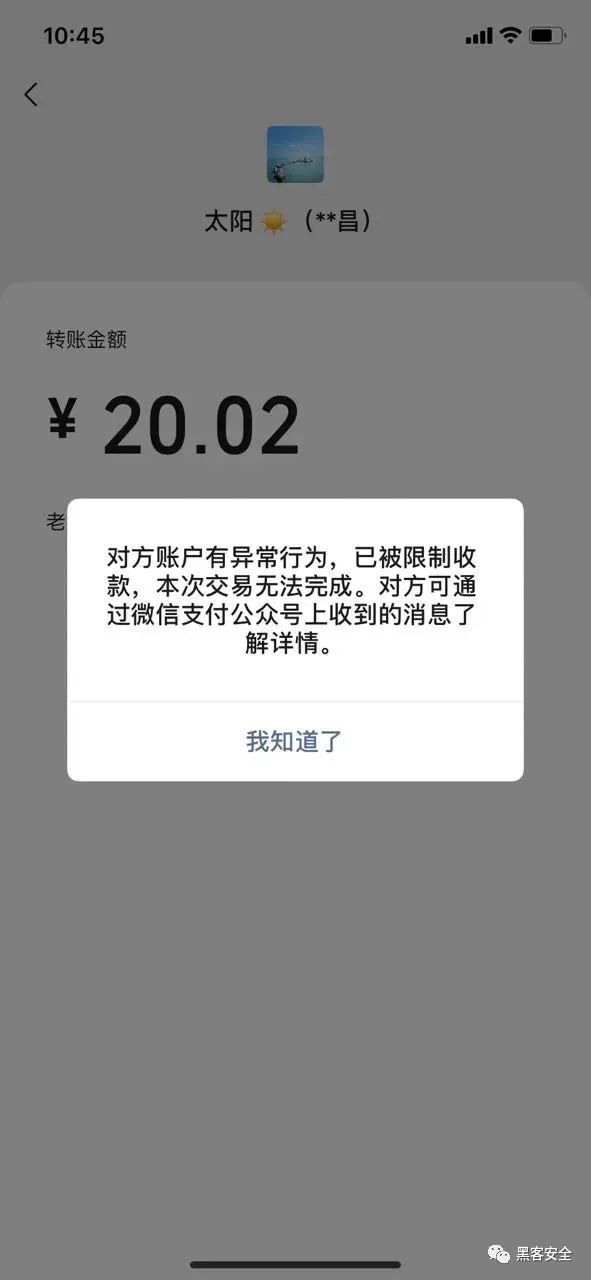 10:45
太阳☀️（**昌）
转账金额
¥ 20.02
老
对方账户有异常行为，已被限制收
款，本次交易无法完成。对方可通
过微信支付公众号上收到的消息了
解详情。
我知道了
黑客安全